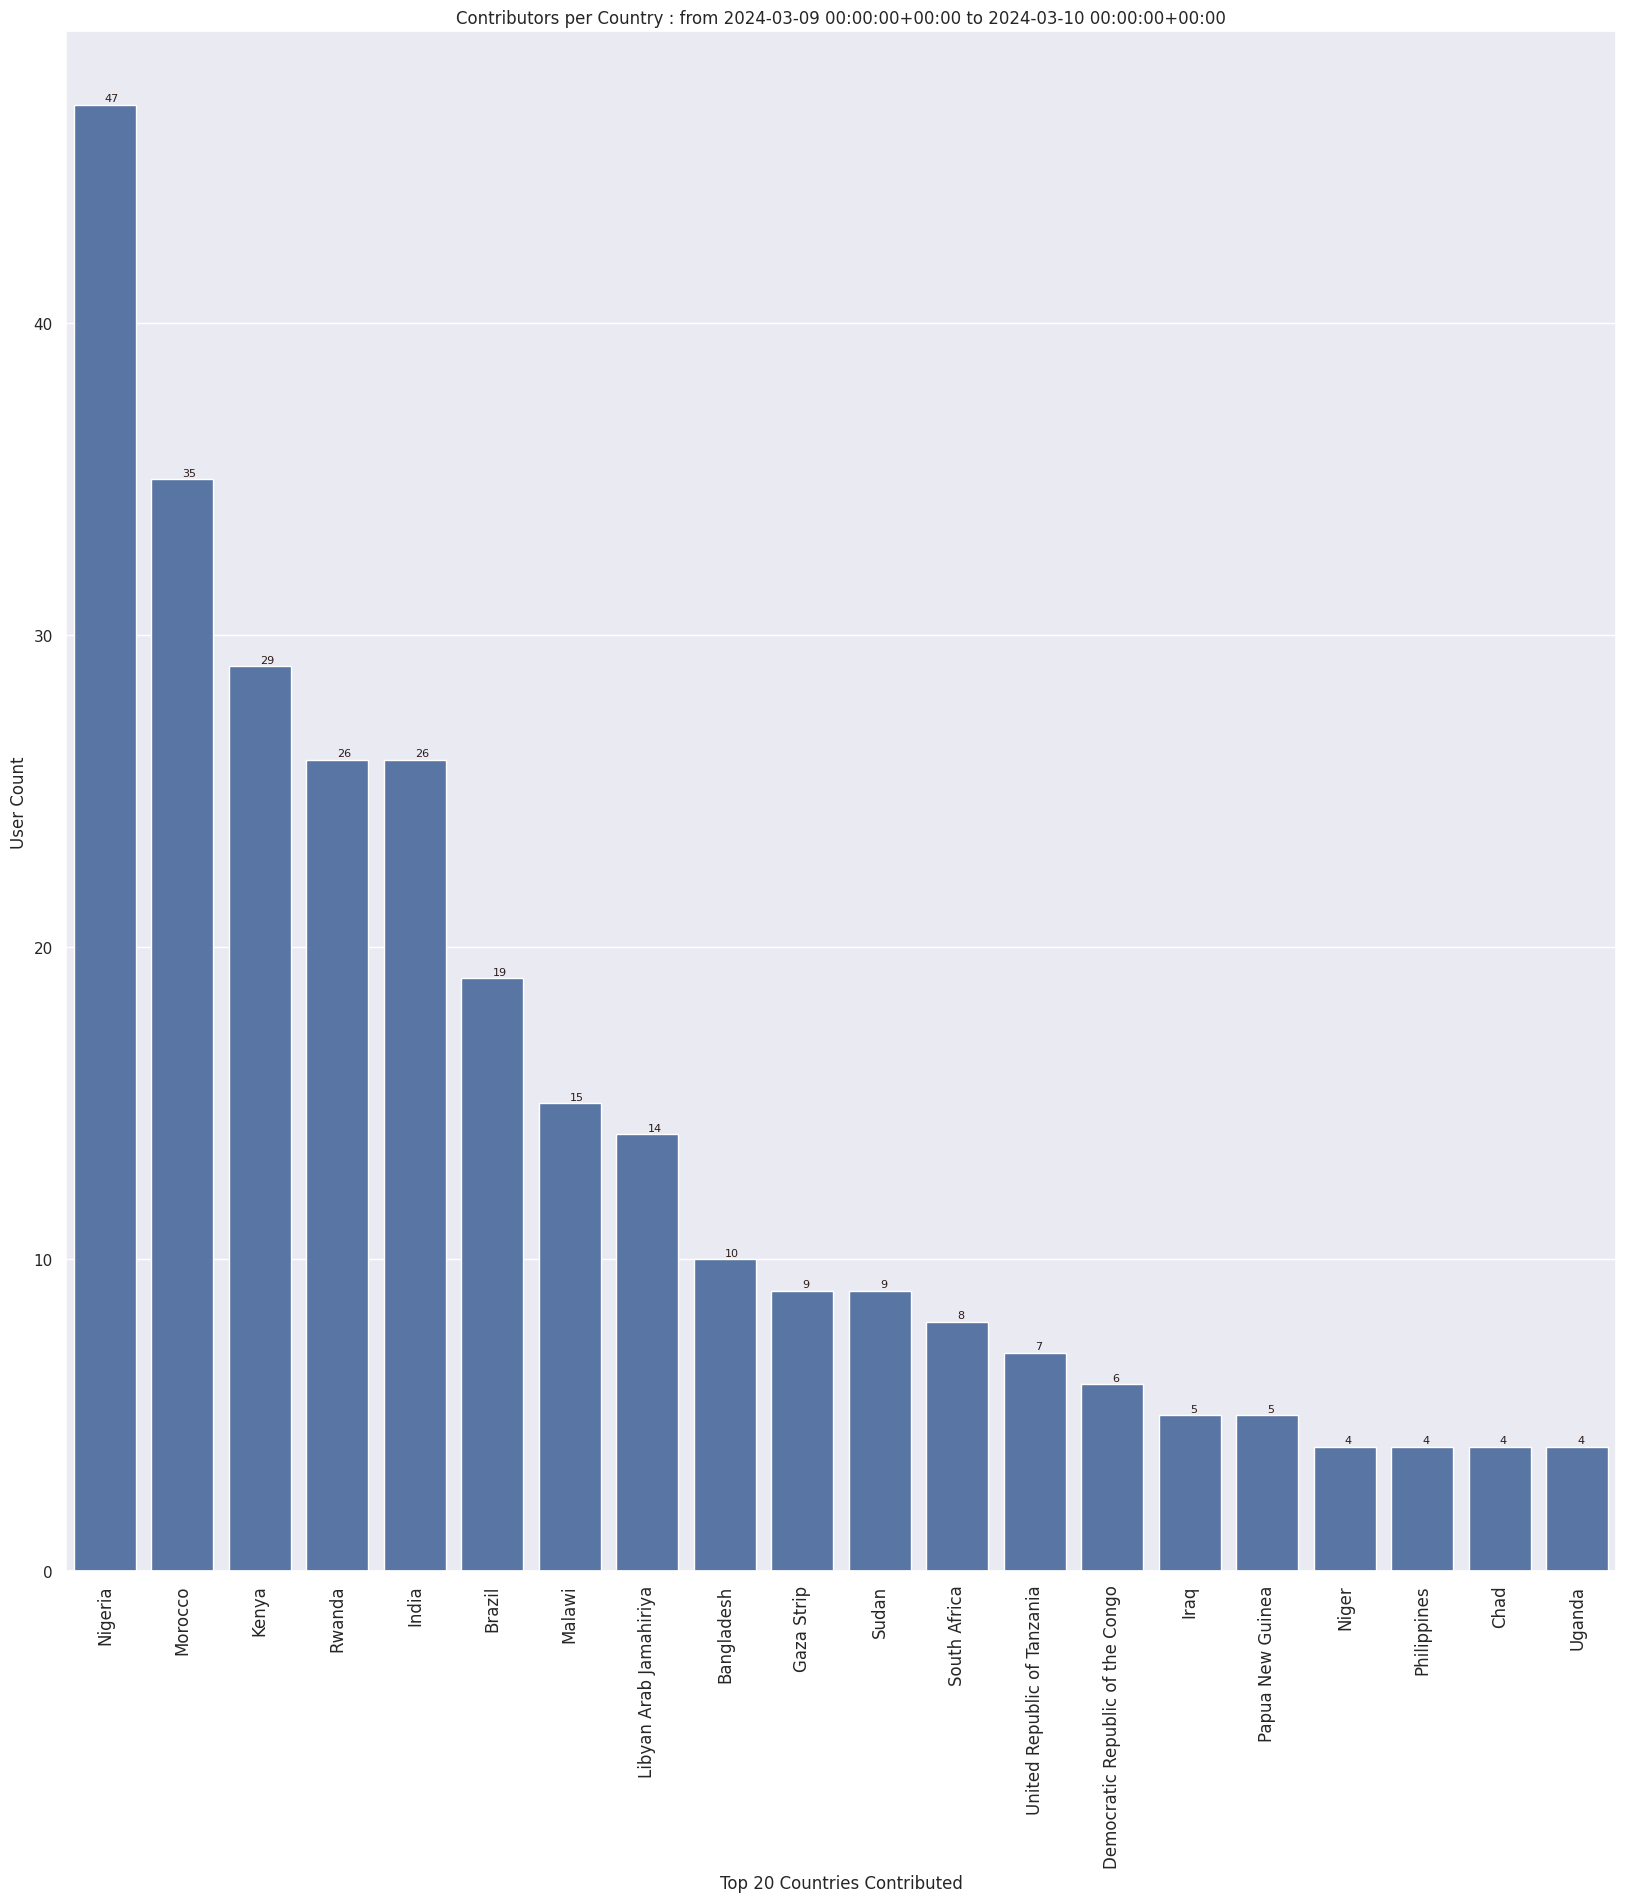 Contributors per Country : from 2024-03-09 00:00:00+00:00 to 2024-03-10 00:00:00+00:00
User Count
40
30
20
10
0
47
35
29
26
26
19
15
14
10
9
9
8
7
6
5
5
4
4
4
4
Nigeria
Morocco
Kenya
Rwanda
India
Brazil
Malawi
Libyan Arab Jamahiriya
Bangladesh
Gaza Strip
Sudan
South Africa
United Republic of Tanzania
Democratic Republic of the Congo
Iraq
Papua New Guinea
Niger
Philippines
Chad
Uganda
Top 20 Countries Contributed